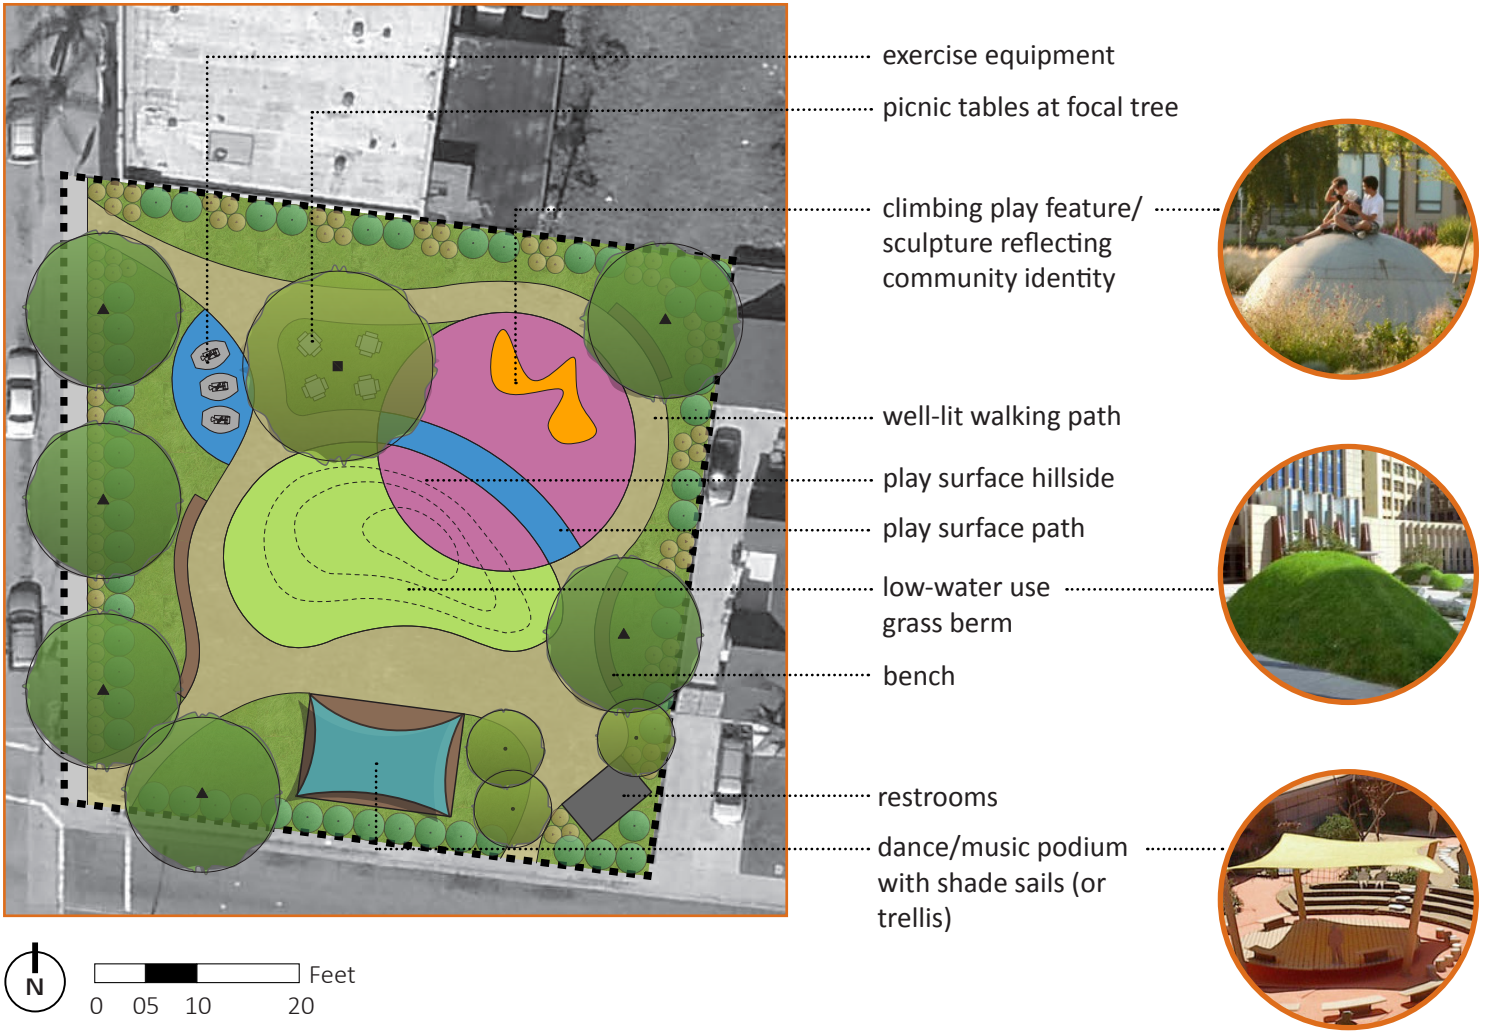 exercise equipment
picnic tables at focal tree
climbing play feature/
sculpture reflecting
community identity
well-lit walking path
play surface hillside
play surface path
low-water use
grass berm
bench
restrooms
dance/music podium
with shade sails (or
trellis)
N
Feet
0 05 10 20